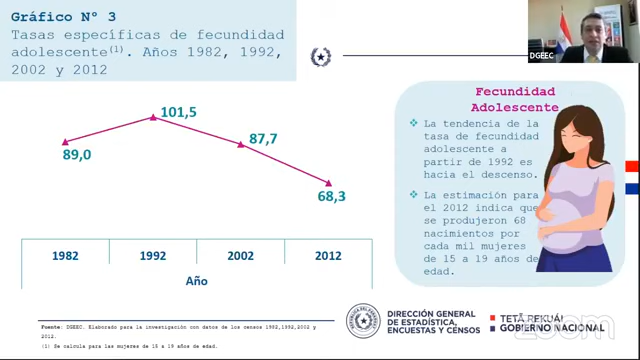 Gráfico Nº 3
Tasas específicas de fecundidad
adolescente(1). Años 1982, 1992,
2002 y 2012
DGEEC
101,5
89,0
87,7
68,3
1982 1992 2002 2012
Año
Fecundidad
Adolescente
La tendencia de la
tasa de fecundidad
adolescente a
partir de 1992 es
hacia el descenso.
La estimación para
el 2012 indica que
se produjeron 68
nacimientos por
cada mil mujeres
de 15 a 19 años de
edad.
Fuente: DGEEC. Elaborado para la investigación con datos de los censos 1982,1992,2002 y
2012.
(1) Se calcula para las mujeres de 15 a 19 años de edad.
DIRECCIÓN GENERAL
DE ESTADÍSTICA,
ENCUESTAS Y CENSOS
TETÃ REKUÁI
GOBIERNO NACIONAL
zoom